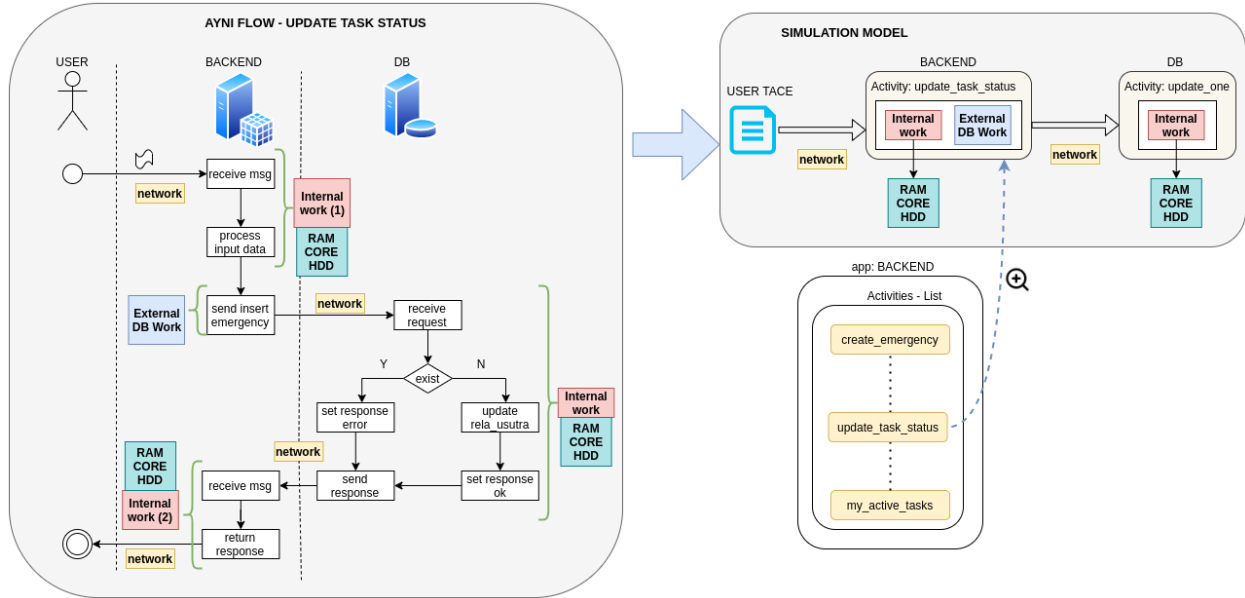 AYNI FLOW - UPDATE TASK STATUS
USER
BACKEND
DB
receive msg
network
Internal
work (1)
process
input data
RAM
CORE
HDD
External
DB Work
send insert
emergency
network
receive
request
Y
N
exist
set response
error
update
rela_usutra
Internal
work
RAM
CORE
HDD
network
RAM
CORE
HDD
receive msg
send
response
set response
ok
Internal
work (2)
return
response
network
SIMULATION MODEL
BACKEND
DB
USER TACE
Activity: update_task_status
Activity: update_one
Internal
work
External
DB Work
Internal
work
network
network
RAM
CORE
HDD
RAM
CORE
HDD
app: BACKEND
Activities - List
create_emergency
update_task_status
my_active_tasks